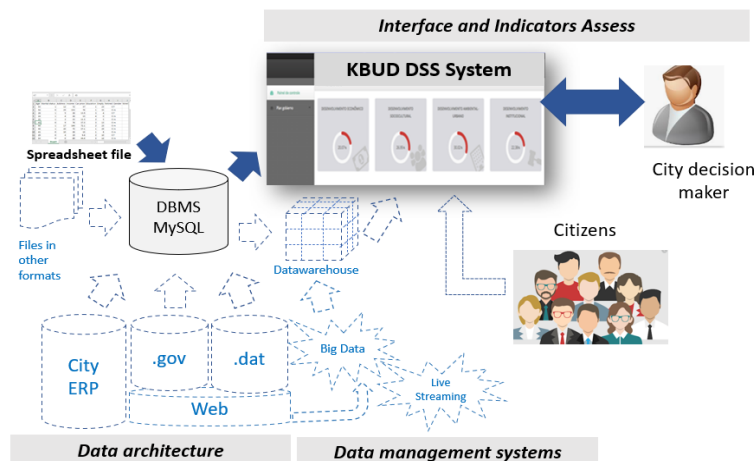 Interface and Indicators Assess
KBUD DSS System
Spreadsheet file
City decision
maker
DBMS
MySQL
Citizens
Files in
other
formats
Datawarehouse
City
ERP
.gov
.dat
Big Data
Web
Live
Streaming
Data architecture
Data management systems